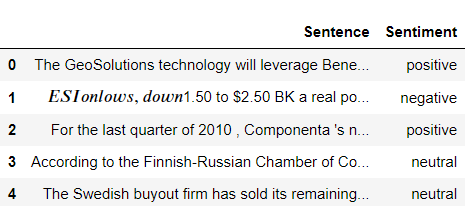 Sentence Sentiment
0 The GeoSolutions technology will leverage Bene... positive
1 ESIonlows, down1.50 to $2.50 BK a real po... negative
2 For the last quarter of 2010 , Componenta 's n... positive
3 According to the Finnish-Russian Chamber of Co... neutral
4 The Swedish buyout firm has sold its remaining... neutral